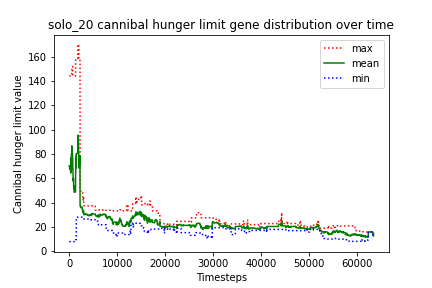 solo_20 cannibal hunger limit gene distribution over time
Cannibal hunger limit value
160
140
120
100
80
60
40
20
0
max
mean
min
0 10000 20000 30000 40000 50000 60000
Timesteps